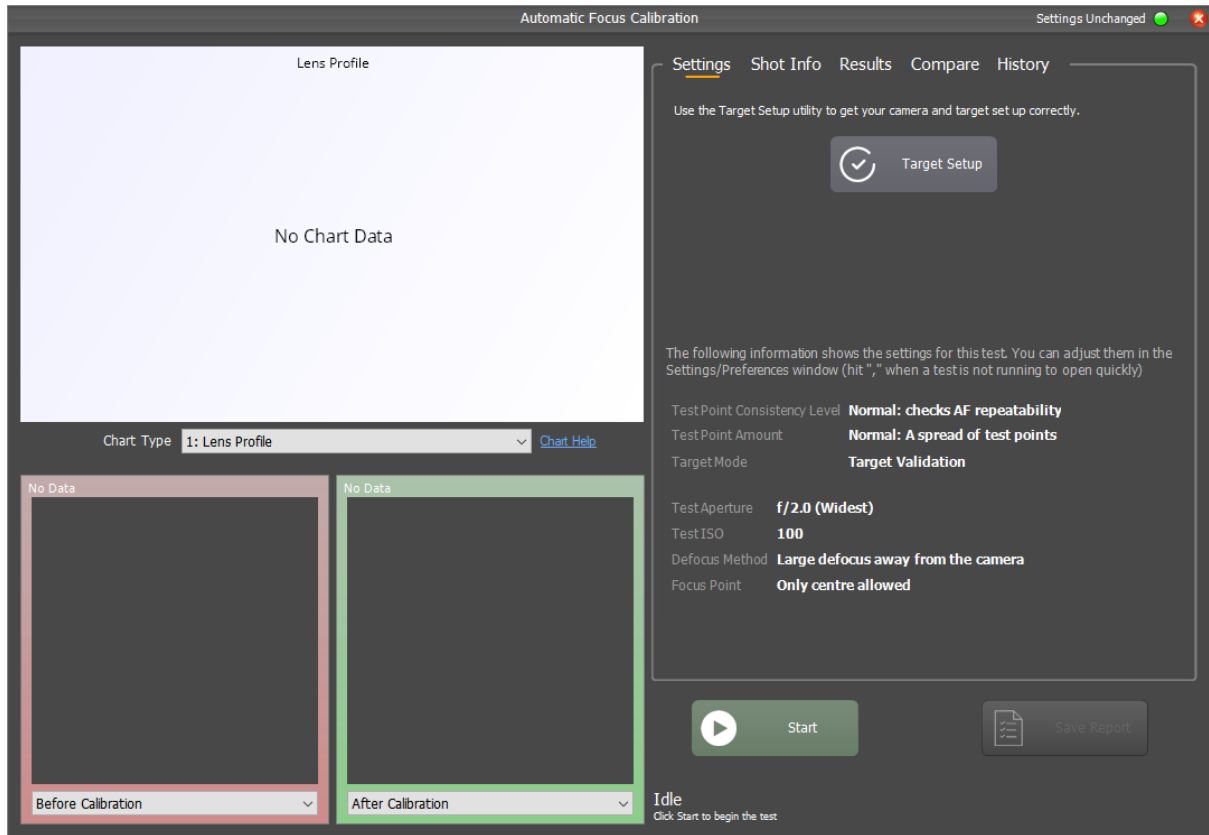 Automatic Focus Calibration
Settings Unchanged
Lens Profile
No Chart Data
Chart Type 1: Lens Profile Chart Help
No Data
Before Calibration
No Data
After Calibration
Settings Shot Info Results Compare History
Use the Target Setup utility to get your camera and target set up correctly.
Target Setup
The following information shows the settings for this test. You can adjust them in the
Settings/Preferences window (hit "," when a test is not running to open quickly)
Test Point Consistency Level Normal: checks AF repeatability
Test Point Amount Normal: A spread of test points
Target Mode Target Validation
Test Aperture f/2.0 (Widest)
Test ISO 100
Defocus Method Large defocus away from the camera
Focus Point Only centre allowed
Start
Save Report
Idle
Click Start to begin the test